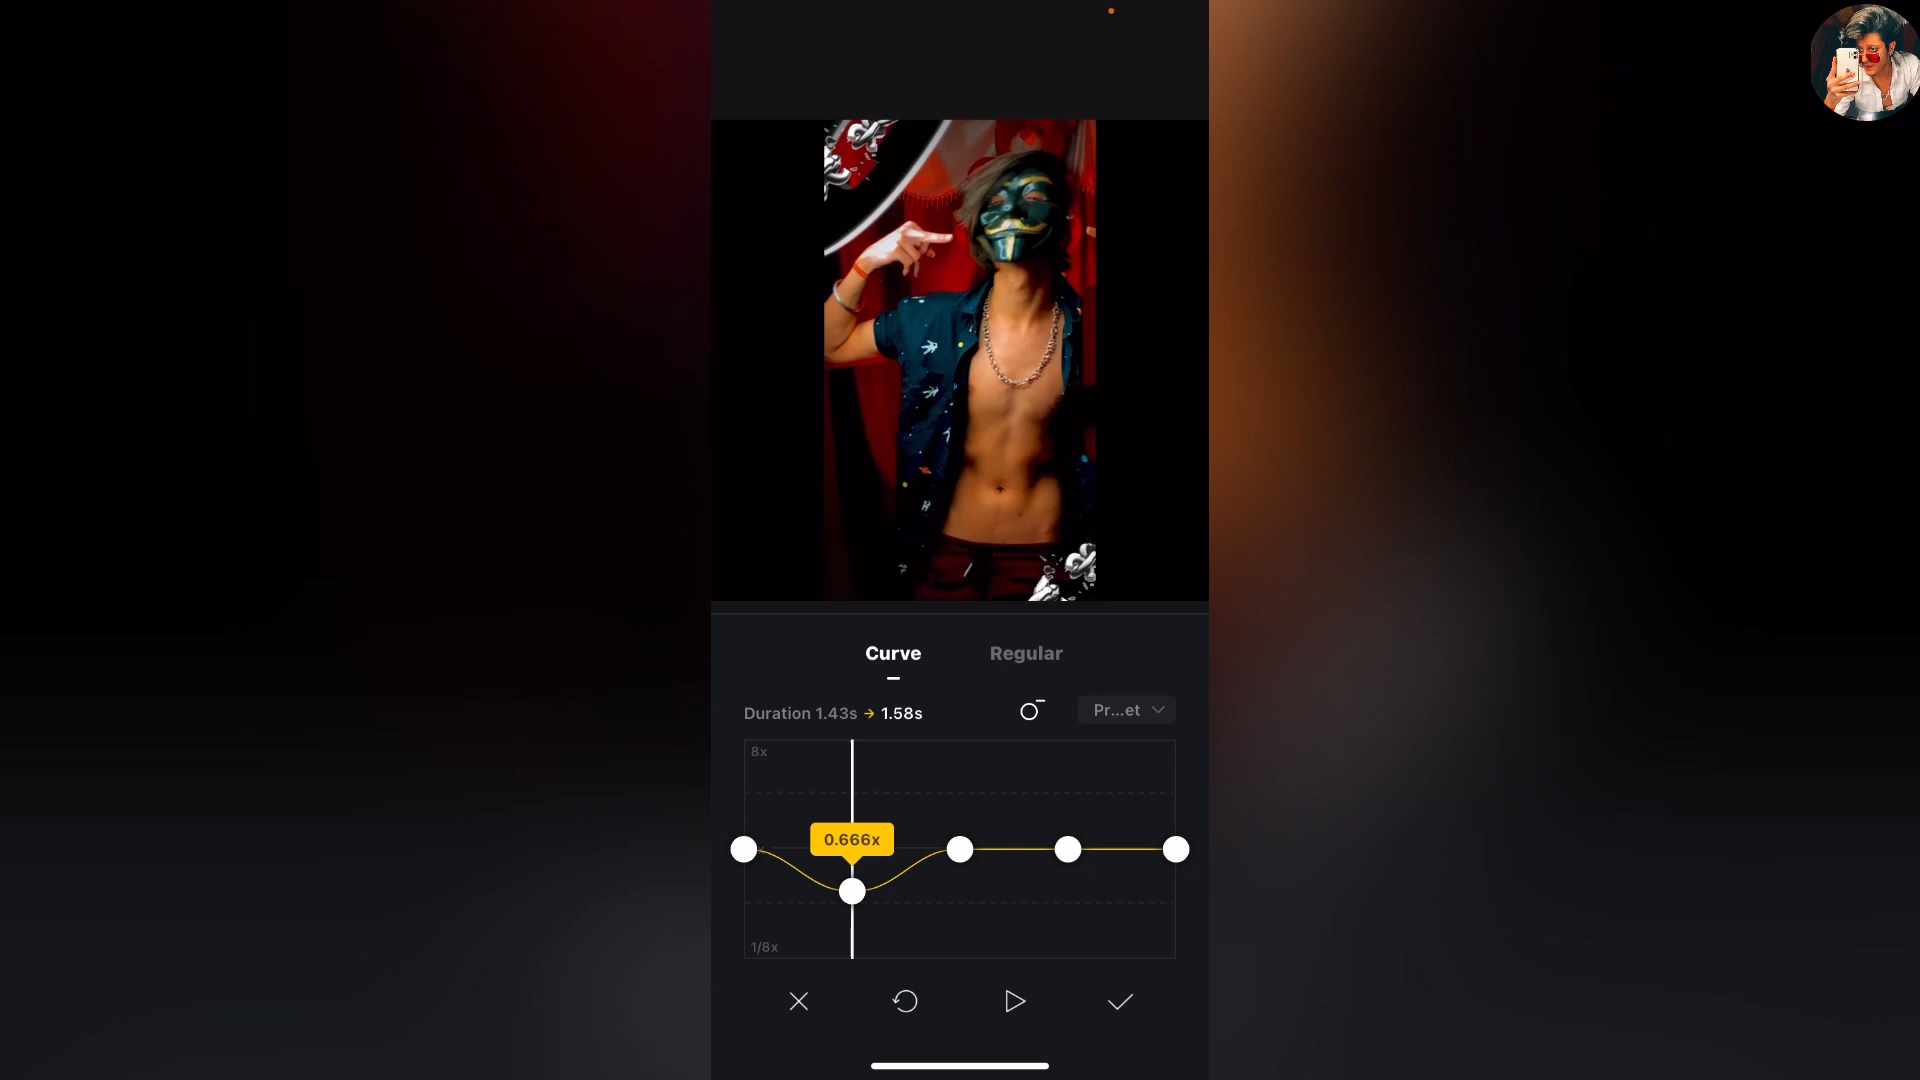 Curve Regular
Duration 1.43s → 1.58s Pr...et
8x
0.666x
1/8x